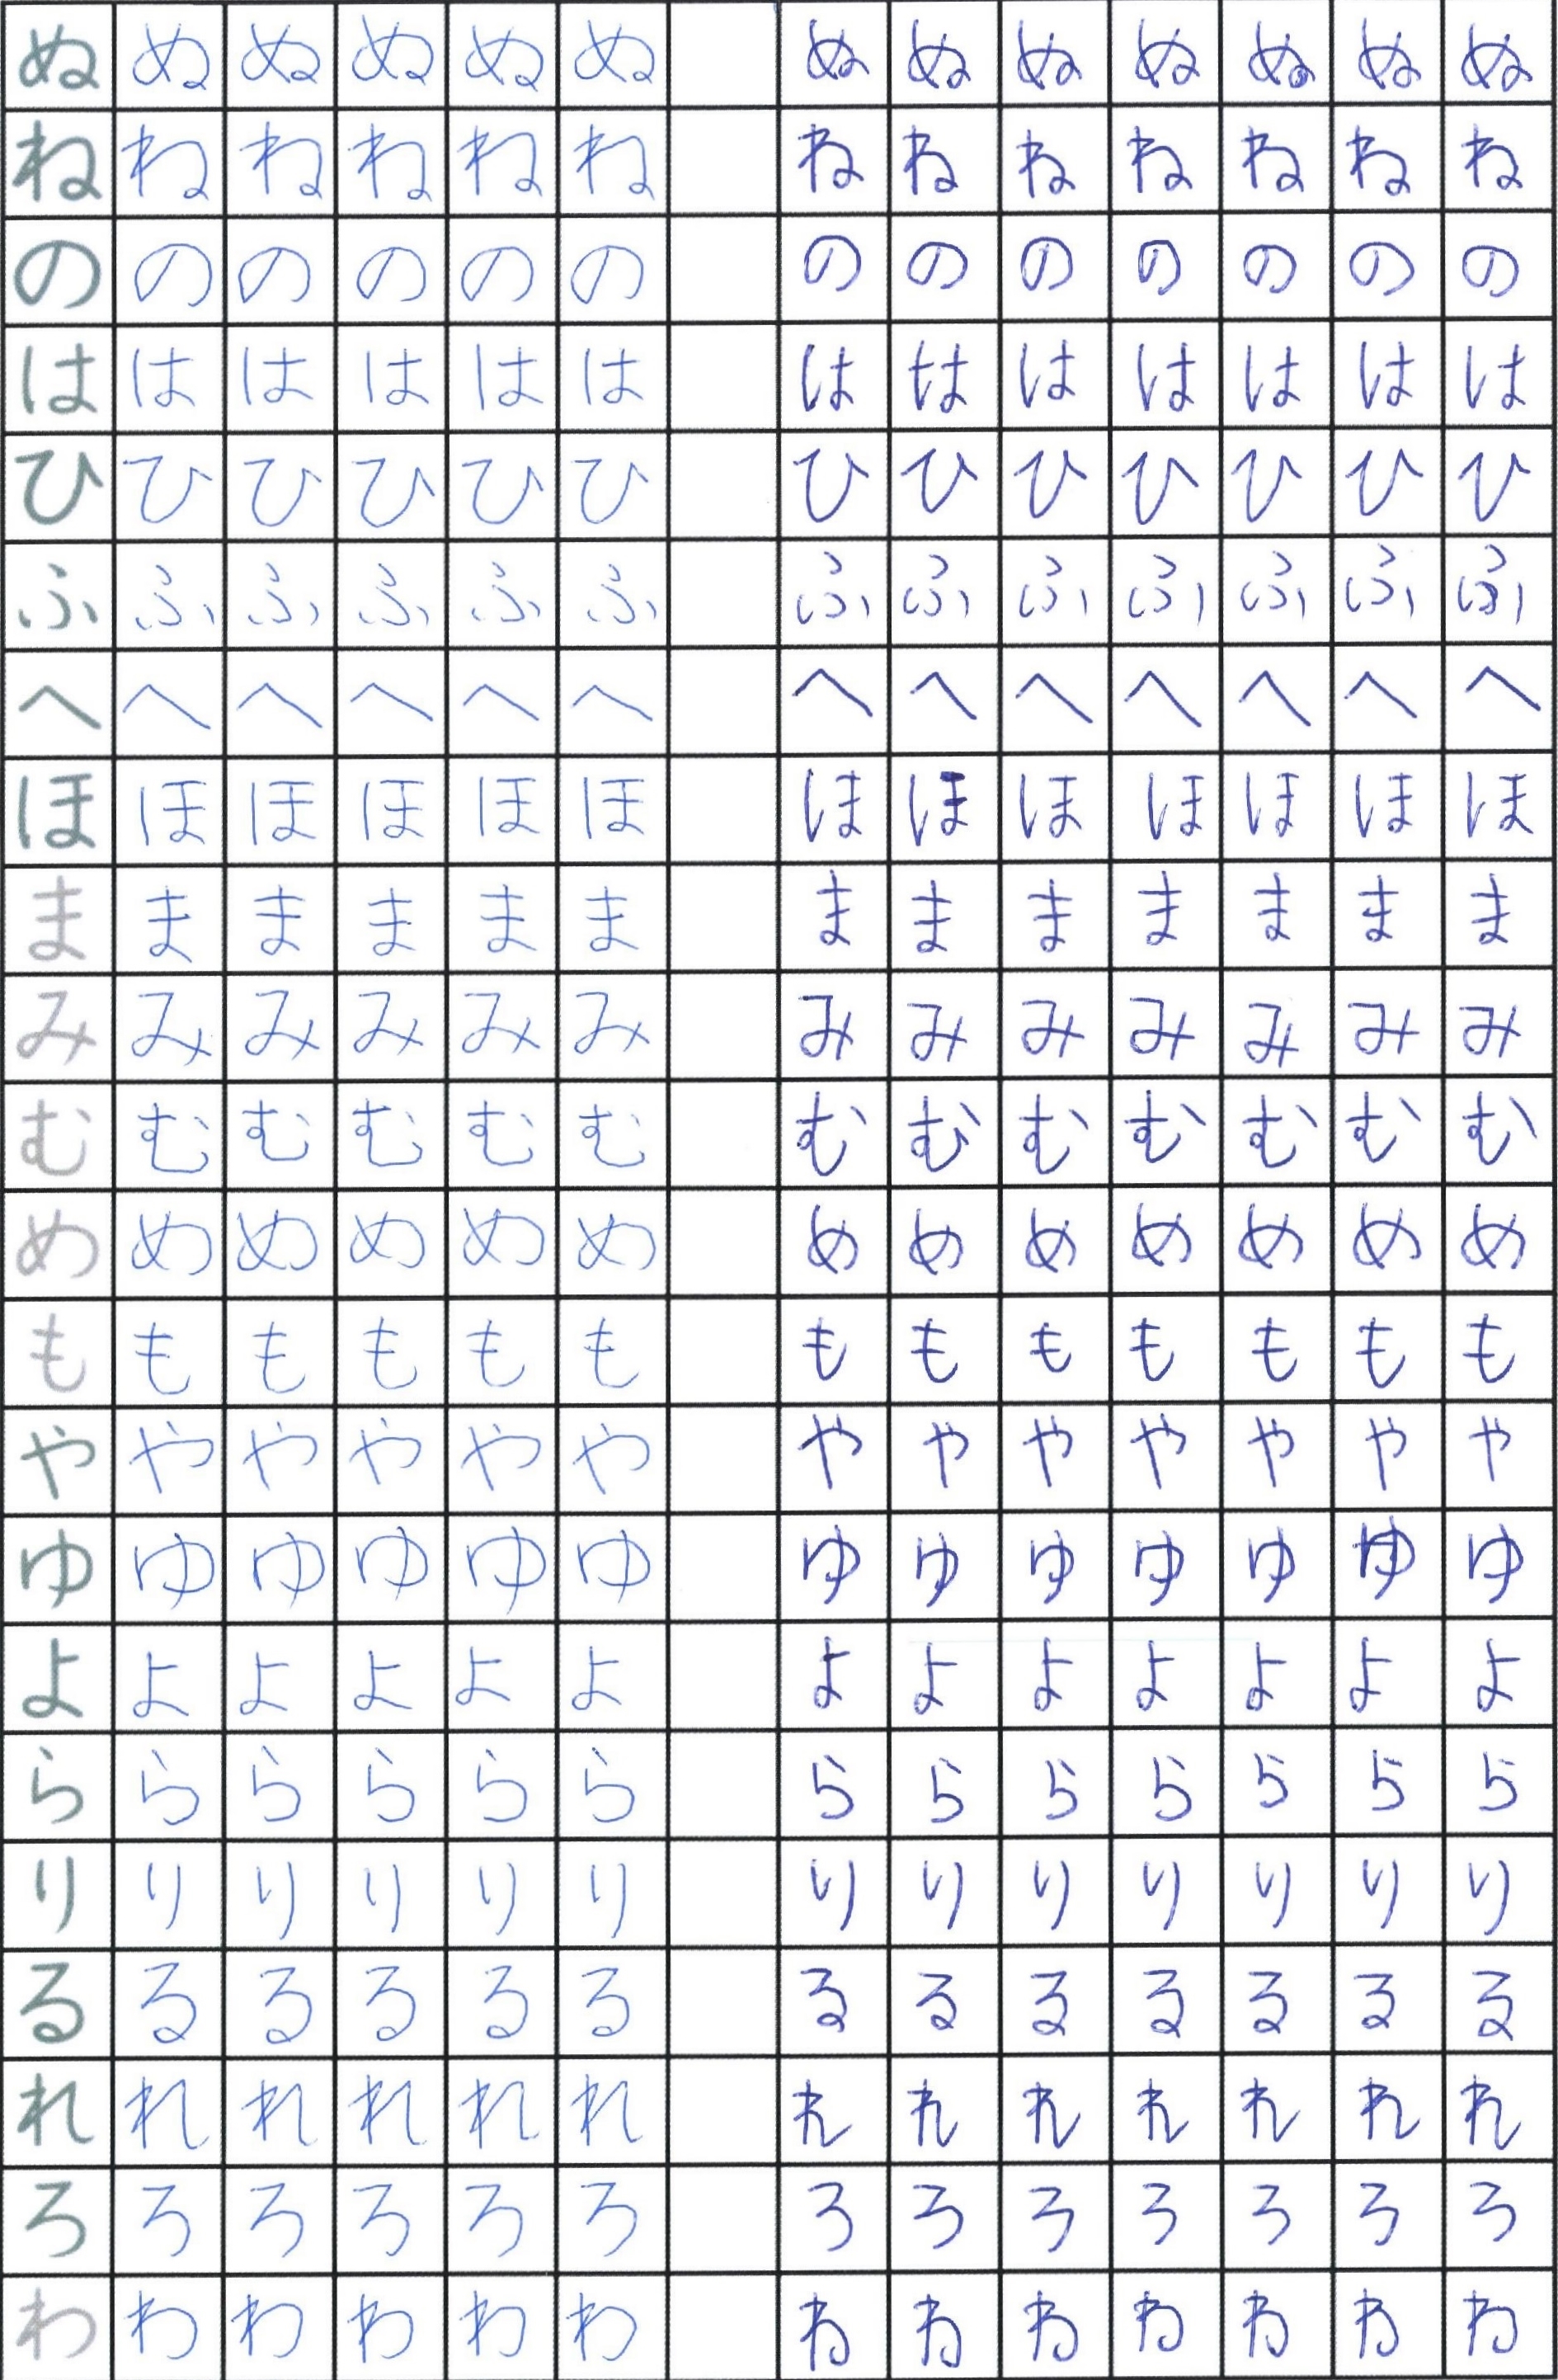 ぬ ぬ ぬ ぬ ぬ ぬ ぬ ぬ ぬ ぬ ぬ ぬ ぬ
ね ね ね ね ね ね ね ね ね ね ね ね ね
の の の の の の の の の の の の の
は は は は は は は は は は は は は
ひ ひ ひ ひ ひ ひ ひ ひ ひ ひ ひ ひ ひ
ふ ふ ふ ふ ふ ふ ふ ふ ふ ふ ふ ふ ふ
へ へ へ へ へ へ へ へ へ へ へ へ へ
ほ ほ ほ ほ ほ ほ ほ ほ ほ ほ ほ ほ ほ
ま ま ま ま ま ま ま ま ま ま ま ま ま
み み み み み み み み み み み み み
む む む む む む む む む む む む む
め め め め め め め め め め め め め
も も も も も も も も も も も も も
や や や や や や や や や や や や や
ゆ ゆ ゆ ゆ ゆ ゆ ゆ ゆ ゆ ゆ ゆ ゆ ゆ
よ よ よ よ よ よ よ よ よ よ よ よ よ
ら ら ら ら ら ら ら ら ら ら ら ら ら
り り り り り り り り り り り り り
る る る る る る る る る る る る る
れ れ れ れ れ れ れ れ れ れ れ れ れ
ろ ろ ろ ろ ろ ろ ろ ろ ろ ろ ろ ろ ろ
わ わ わ わ わ わ わ わ わ わ わ わ わ